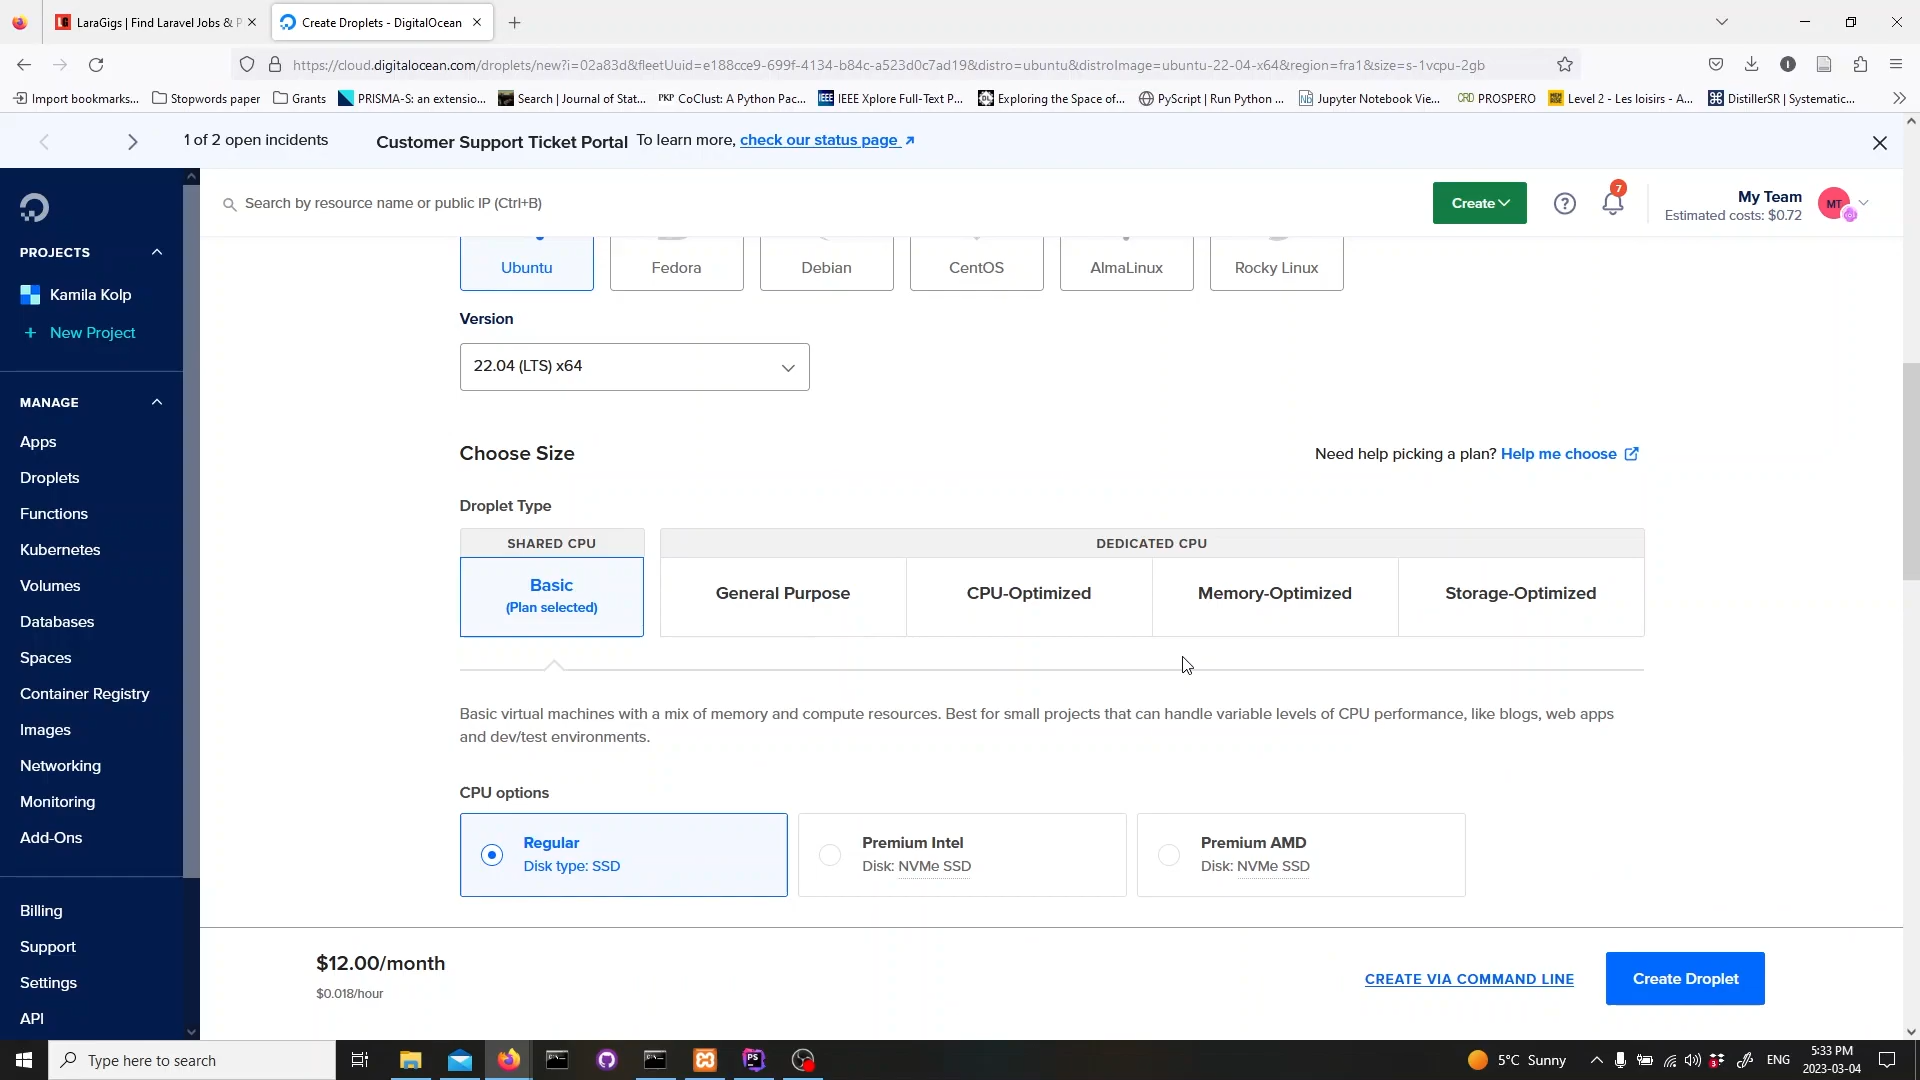 LaraGigs | Find Laravel Jobs & P
Create Droplets - DigitalOcean
https://cloud.digitalocean.com/droplets/new?i=02a83d&fleetUuid=e188cce9-699f-4134-b84c-a523d0c7ad19&distro=ubuntu&distroImage=ubuntu-22-04-x64&region=fra1&size=s-1vcpu-2gb
Import bookmarks...
Stopwords paper
Grants
PRISMA-S: an extensio...
Search | Journal of Stat...
PKP CoClust: A Python Pac...
IEEE IEEE Xplore Full-Text P...
Exploring the Space of...
PyScript | Run Python ...
Jupyter Notebook Vie...
CRD PROSPERO
Level 2 - Les loisirs - A...
DistillerSR | Systematic...
1 of 2 open incidents
Customer Support Ticket Portal To learn more, check our status page
Search by resource name or public IP (Ctrl+B)
Create
7
My Team
Estimated costs: $0.72
MT
PROJECTS
Kamila Kolp
+ New Project
MANAGE
Apps
Droplets
Functions
Kubernetes
Volumes
Databases
Spaces
Container Registry
Images
Networking
Monitoring
Add-Ons
Billing
Support
Settings
API
Ubuntu
Fedora
Debian
CentOS
AlmaLinux
Rocky Linux
Version
22.04 (LTS) x64
Choose Size
Need help picking a plan? Help me choose
Droplet Type
SHARED CPU
DEDICATED CPU
Basic
(Plan selected)
General Purpose
CPU-Optimized
Memory-Optimized
Storage-Optimized
Basic virtual machines with a mix of memory and compute resources. Best for small projects that can handle variable levels of CPU performance, like blogs, web apps
and dev/test environments.
CPU options
Regular
Disk type: SSD
Premium Intel
Disk: NVMe SSD
Premium AMD
Disk: NVMe SSD
$12.00/month
$0.018/hour
CREATE VIA COMMAND LINE
Create Droplet
Type here to search
PS
5°C Sunny
ENG
5:33 PM
2023-03-04